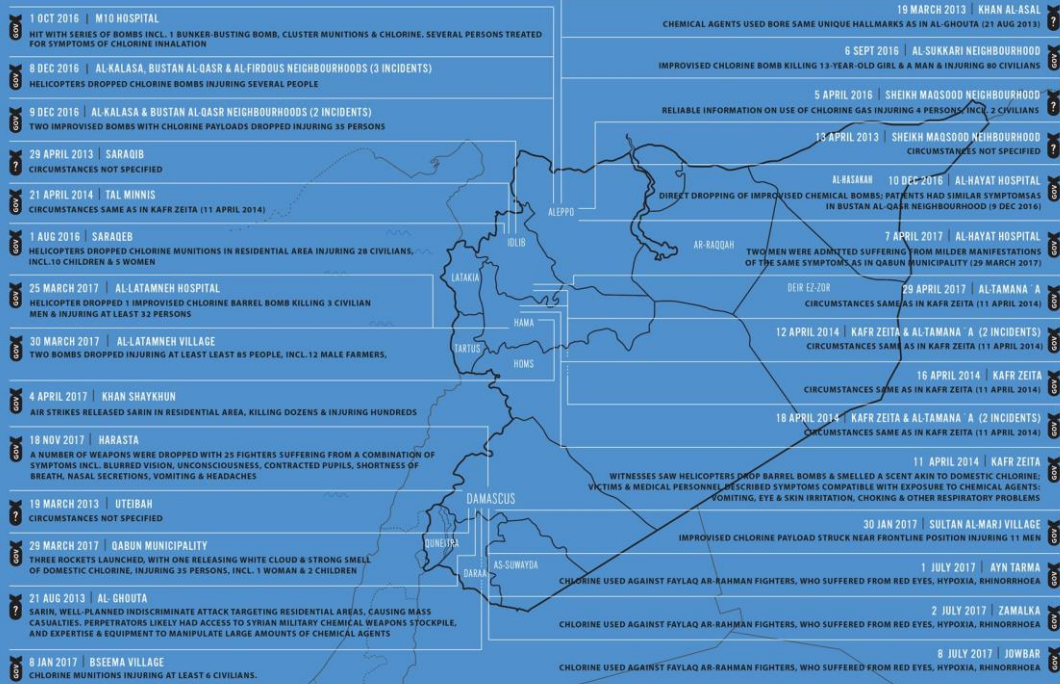 GOV
1 OCT 2016 | M10 HOSPITAL
HIT WITH SERIES OF BOMBS INCL. 1 BUNKER-BUSTING BOMB, CLUSTER MUNITIONS & CHLORINE. SEVERAL PERSONS TREATED
FOR SYMPTOMS OF CHLORINE INHALATION
GOV
8 DEC 2016 | AL-KALASA, BUSTAN AL-QASR & AL-FIRDOUS NEIGHBOURHOODS (3 INCIDENTS)
HELICOPTERS DROPPED CHLORINE BOMBS INJURING SEVERAL PEOPLE
GOV
9 DEC 2016 | AL-KALASA & BUSTAN AL-QASR NEIGHBOURHOODS (2 INCIDENTS)
TWO IMPROVISED BOMBS WITH CHLORINE PAYLOADS DROPPED INJURING 35 PERSONS
?
29 APRIL 2013 | SARAQIB
CIRCUMSTANCES NOT SPECIFIED
GOV
21 APRIL 2014 | TAL MINNIS
CIRCUMSTANCES SAME AS IN KAFR ZEITA (11 APRIL 2014)
GOV
1 AUG 2016 | SARAQEB
HELICOPTERS DROPPED CHLORINE MUNITIONS IN RESIDENTIAL AREA INJURING 28 CIVILIANS,
INCL.10 CHILDREN & 5 WOMEN
GOV
25 MARCH 2017 | AL-LATAMNEH HOSPITAL
HELICOPTER DROPPED 1 IMPROVISED CHLORINE BARREL BOMB KILLING 3 CIVILIAN
MEN & INJURING AT LEAST 32 PERSONS
GOV
30 MARCH 2017 | AL-LATAMNEH VILLAGE
TWO BOMBS DROPPED INJURING AT LEAST LEAST 85 PEOPLE, INCL.12 MALE FARMERS,
GOV
4 APRIL 2017 | KHAN SHAYKHUN
AIR STRIKES RELEASED SARIN IN RESIDENTIAL AREA, KILLING DOZENS & INJURING HUNDREDS
GOV
18 NOV 2017 | HARASTA
A NUMBER OF WEAPONS WERE DROPPED WITH 25 FIGHTERS SUFFERING FROM A COMBINATION OF
SYMPTOMS INCL. BLURRED VISION, UNCONSCIOUSNESS, CONTRACTED PUPILS, SHORTNESS OF
BREATH, NASAL SECRETIONS, VOMITING & HEADACHES
?
19 MARCH 2013 | UTEIBAH
CIRCUMSTANCES NOT SPECIFIED
GOV
29 MARCH 2017 | QABUN MUNICIPALITY
THREE ROCKETS LAUNCHED, WITH ONE RELEASING WHITE CLOUD & STRONG SMELL
OF DOMESTIC CHLORINE, INJURING 35 PERSONS, INCL. 1 WOMAN & 2 CHILDREN
?
21 AUG 2013 | AL- GHOUTA
SARIN, WELL-PLANNED INDISCRIMINATE ATTACK TARGETING RESIDENTIAL AREAS, CAUSING MASS
CASUALTIES. PERPETRATORS LIKELY HAD ACCESS TO SYRIAN MILITARY CHEMICAL WEAPONS STOCKPILE,
AND EXPERTISE & EQUIPMENT TO MANIPULATE LARGE AMOUNTS OF CHEMICAL AGENTS
GOV
8 JAN 2017 | BSEEMA VILLAGE
CHLORINE MUNITIONS INJURING AT LEAST 6 CIVILIANS.
ALEPPO
IDLIB
LATAKIA
HAMA
TARTUS
HOMS
AR-RAQQAH
AL-HASAKAH
DEIR EZ-ZOR
DAMASCUS
QUNEITRA
DARAA
AS-SUWAYDA
19 MARCH 2013 | KHAN AL-ASAL
?
CHEMICAL AGENTS USED BORE SAME UNIQUE HALLMARKS AS IN AL-GHOUTA (21 AUG 2013)
6 SEPT 2016 | AL-SUKKARI NEIGHBOURHOOD
GOV
IMPROVISED CHLORINE BOMB KILLING 13-YEAR-OLD GIRL & A MAN & INJURING 80 CIVILIANS
5 APRIL 2016 | SHEIKH MAQSOOD NEIGHBOURHOOD
?
RELIABLE INFORMATION ON USE OF CHLORINE GAS INJURING 4 PERSONS, INCL. 2 CIVILIANS
13 APRIL 2013 | SHEIKH MAQSOOD NEIHBOURHOOD
?
CIRCUMSTANCES NOT SPECIFIED
10 DEC 2016 | AL-HAYAT HOSPITAL
GOV
DIRECT DROPPING OF IMPROVISED CHEMICAL BOMBS; PATIENTS HAD SIMILAR SYMPTOMSAS
IN BUSTAN AL-QASR NEIGHBOURHOOD (9 DEC 2016)
7 APRIL 2017 | AL-HAYAT HOSPITAL
GOV
TWO MEN WERE ADMITTED SUFFERING FROM MILDER MANIFESTATIONS
OF THE SAME SYMPTOMS AS IN QABUN MUNICIPALITY (29 MARCH 2017)
29 APRIL 2017 | AL-TAMANA´A
GOV
CIRCUMSTANCES SAME AS IN KAFR ZEITA (11 APRIL 2014)
12 APRIL 2014 | KAFR ZEITA & AL-TAMANA´A (2 INCIDENTS)
GOV
CIRCUMSTANCES SAME AS IN KAFR ZEITA (11 APRIL 2014)
16 APRIL 2014 | KAFR ZEITA
GOV
CIRCUMSTANCES SAME AS IN KAFR ZEITA (11 APRIL 2014)
18 APRIL 2014 | KAFR ZEITA & AL-TAMANA´A (2 INCIDENTS)
GOV
CIRCUMSTANCES SAME AS IN KAFR ZEITA (11 APRIL 2014)
11 APRIL 2014 | KAFR ZEITA
GOV
WITNESSES SAW HELICOPTERS DROP BARREL BOMBS & SMELLED A SCENT AKIN TO DOMESTIC CHLORINE;
VICTIMS & MEDICAL PERSONNEL DESCRIBED SYMPTOMS COMPATIBLE WITH EXPOSURE TO CHEMICAL AGENTS:
VOMITING, EYE & SKIN IRRITATION, CHOKING & OTHER RESPIRATORY PROBLEMS
30 JAN 2017 | SULTAN AL-MARJ VILLAGE
GOV
IMPROVISED CHLORINE PAYLOAD STRUCK NEAR FRONTLINE POSITION INJURING 11 MEN
1 JULY 2017 | AYN TARMA
GOV
CHLORINE USED AGAINST FAYLAQ AR-RAHMAN FIGHTERS, WHO SUFFERED FROM RED EYES, HYPOXIA, RHINORRHOEA
2 JULY 2017 | ZAMALKA
GOV
CHLORINE USED AGAINST FAYLAQ AR-RAHMAN FIGHTERS, WHO SUFFERED FROM RED EYES, HYPOXIA, RHINORRHOEA
8 JULY 2017 | JOWBAR
GOV
CHLORINE USED AGAINST FAYLAQ AR-RAHMAN FIGHTERS, WHO SUFFERED FROM RED EYES, HYPOXIA, RHINORRHOEA